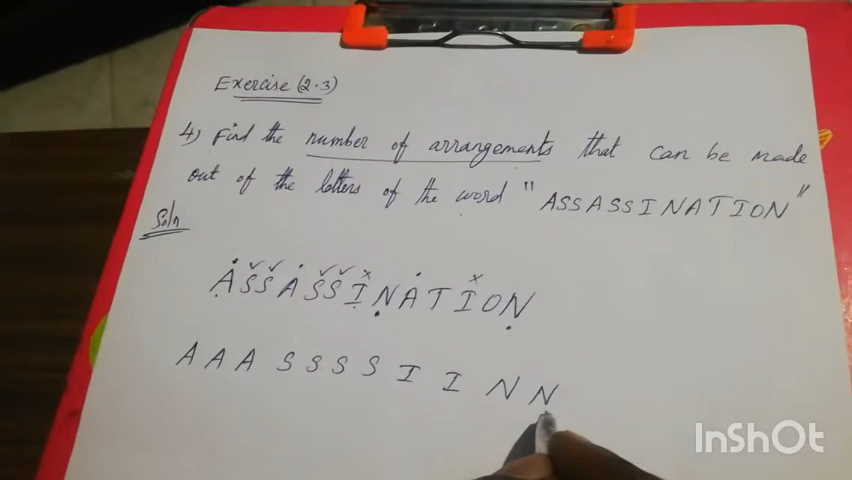 Exercise (2.3)
4) Find the number of arrangements that can be made
out of the letters of the word "ASSASSINATION"
Soln
ASSASSINATION
A A A S S S S I I N N
InShOt